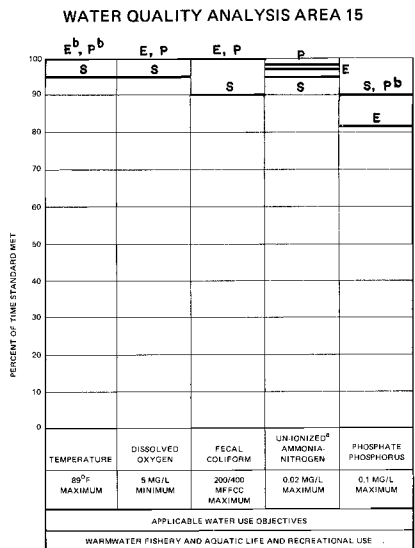 WATER QUALITY ANALYSIS AREA 15
E^b, P^b E, P E, P P
S S S S E S, P^b
E
PERCENT OF TIME STANDARD MET
100
90
80
70
60
50
40
30
20
10
0
TEMPERATURE
DISSOLVED
OXYGEN
FECAL
COLIFORM
UN-IONIZED^a
AMMONIA-
NITROGEN
PHOSPHATE
PHOSPHORUS
89°F
MAXIMUM
5 MG/L
MINIMUM
200/400
MFFCC
MAXIMUM
0.02 MG/L
MAXIMUM
0.1 MG/L
MAXIMUM
APPLICABLE WATER USE OBJECTIVES
WARMWATER FISHERY AND AQUATIC LIFE AND RECREATIONAL USE